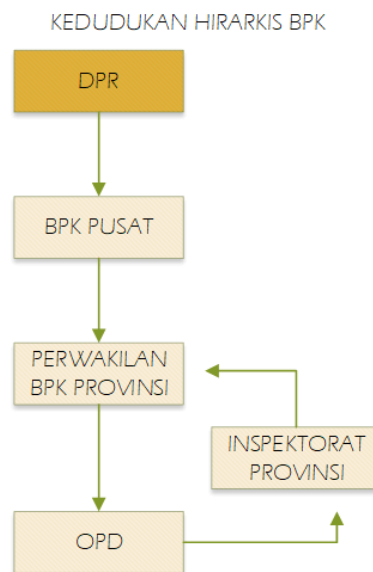 KEDUDUKAN HIRARKIS BPK
DPR
BPK PUSAT
PERWAKILAN
BPK PROVINSI
INSPEKTORAT
PROVINSI
OPD